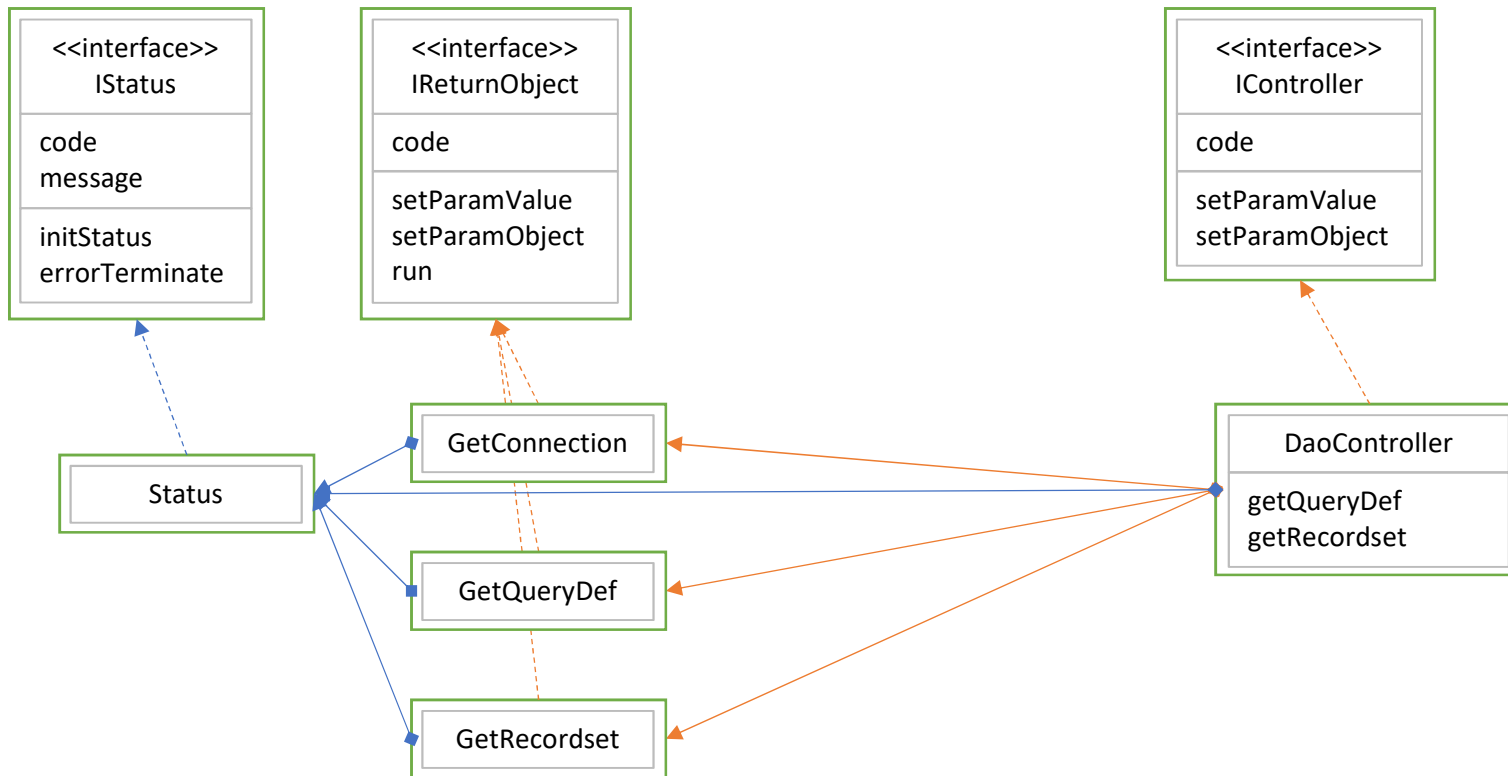 <<interface>>
IStatus
code
message
initStatus
errorTerminate
<<interface>>
IReturnObject
code
setParamValue
setParamObject
run
<<interface>>
IController
code
setParamValue
setParamObject
Status
GetConnection
GetQueryDef
GetRecordset
DaoController
getQueryDef
getRecordset